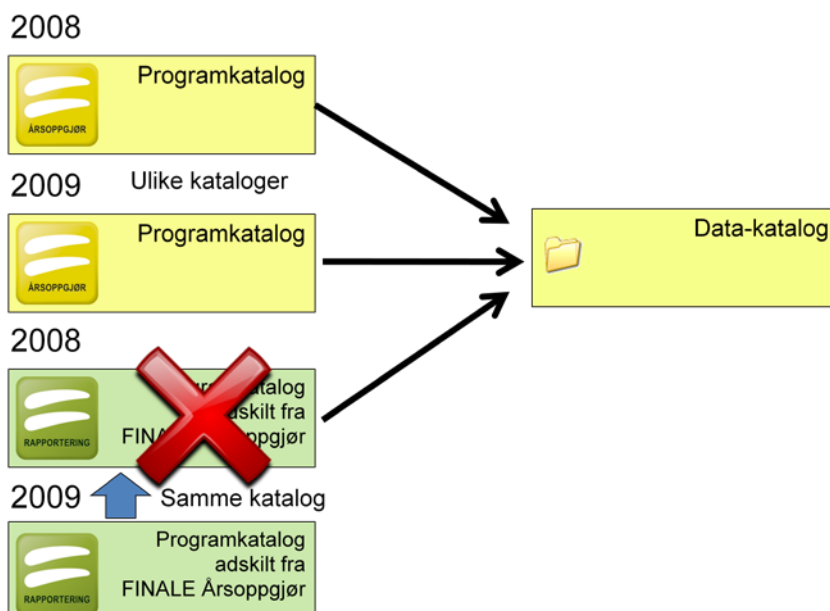 2008
Programkatalog
ÅRSOPPGJØR
2009
Ulike kataloger
Programkatalog
ÅRSOPPGJØR
Data-katalog
2008
RAPPORTERING
2009
Samme katalog
Programkatalog
adskilt fra
FINALE Årsoppgjør
RAPPORTERING